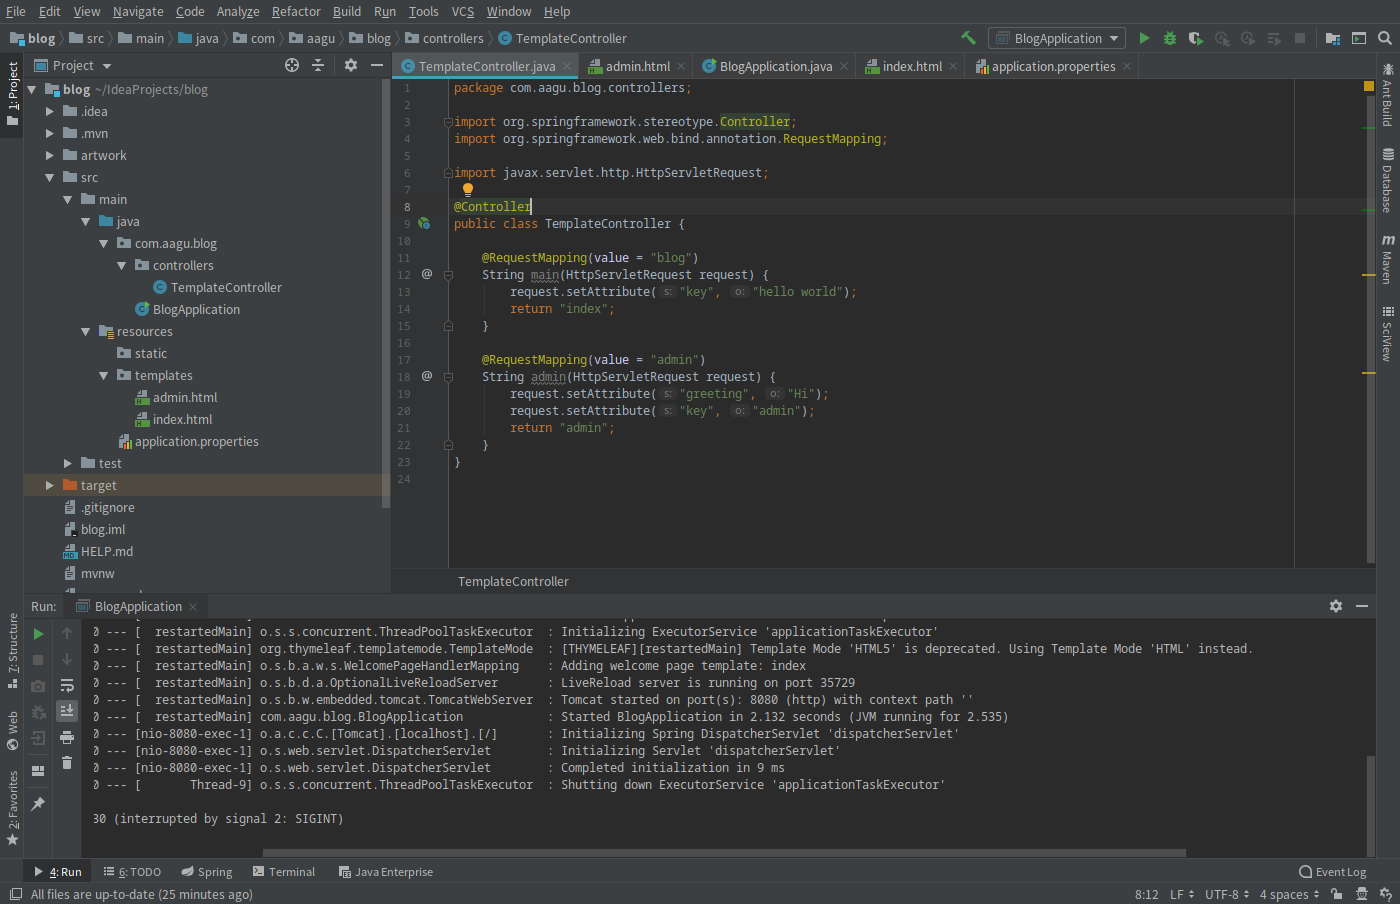 File Edit View Navigate Code Analyze Refactor Build Run Tools VCS Window Help
blog src main java com aagu blog controllers TemplateController
BlogApplication
1: Project
7: Structure
Web
2: Favorites
Project
blog ~/IdeaProjects/blog
.idea
.mvn
artwork
src
main
java
com.aagu.blog
controllers
TemplateController
BlogApplication
resources
static
templates
admin.html
index.html
application.properties
test
target
.gitignore
blog.iml
HELP.md
mvnw
TemplateController.java admin.html BlogApplication.java index.html application.properties
1 package com.aagu.blog.controllers;
2
3 import org.springframework.stereotype.Controller;
4 import org.springframework.web.bind.annotation.RequestMapping;
5
6 import javax.servlet.http.HttpServletRequest;
7
8 @Controller
9 public class TemplateController {
10
11 @RequestMapping(value = "blog")
12 @ String main(HttpServletRequest request) {
13 request.setAttribute( s: "key", o: "hello world");
14 return "index";
15 }
16
17 @RequestMapping(value = "admin")
18 @ String admin(HttpServletRequest request) {
19 request.setAttribute( s: "greeting", o: "Hi");
20 request.setAttribute( s: "key", o: "admin");
21 return "admin";
22 }
23 }
24
TemplateController
Ant Build
Database
m Maven
SciView
Run: BlogApplication
0 --- [  restartedMain] o.s.s.concurrent.ThreadPoolTaskExecutor  : Initializing ExecutorService 'applicationTaskExecutor'
0 --- [  restartedMain] org.thymeleaf.templatemode.TemplateMode  : [THYMELEAF][restartedMain] Template Mode 'HTML5' is deprecated. Using Template Mode 'HTML' instead.
0 --- [  restartedMain] o.s.b.a.w.s.WelcomePageHandlerMapping    : Adding welcome page template: index
0 --- [  restartedMain] o.s.b.d.a.OptionalLiveReloadServer       : LiveReload server is running on port 35729
0 --- [  restartedMain] o.s.b.w.embedded.tomcat.TomcatWebServer  : Tomcat started on port(s): 8080 (http) with context path ''
0 --- [  restartedMain] com.aagu.blog.BlogApplication            : Started BlogApplication in 2.132 seconds (JVM running for 2.535)
0 --- [nio-8080-exec-1] o.a.c.c.C.[Tomcat].[localhost].[/]       : Initializing Spring DispatcherServlet 'dispatcherServlet'
0 --- [nio-8080-exec-1] o.s.web.servlet.DispatcherServlet        : Initializing Servlet 'dispatcherServlet'
0 --- [nio-8080-exec-1] o.s.web.servlet.DispatcherServlet        : Completed initialization in 9 ms
0 --- [       Thread-9] o.s.s.concurrent.ThreadPoolTaskExecutor  : Shutting down ExecutorService 'applicationTaskExecutor'
30 (interrupted by signal 2: SIGINT)
4: Run 6: TODO Spring Terminal Java Enterprise Event Log
All files are up-to-date (25 minutes ago) 8:12 LF UTF-8 4 spaces